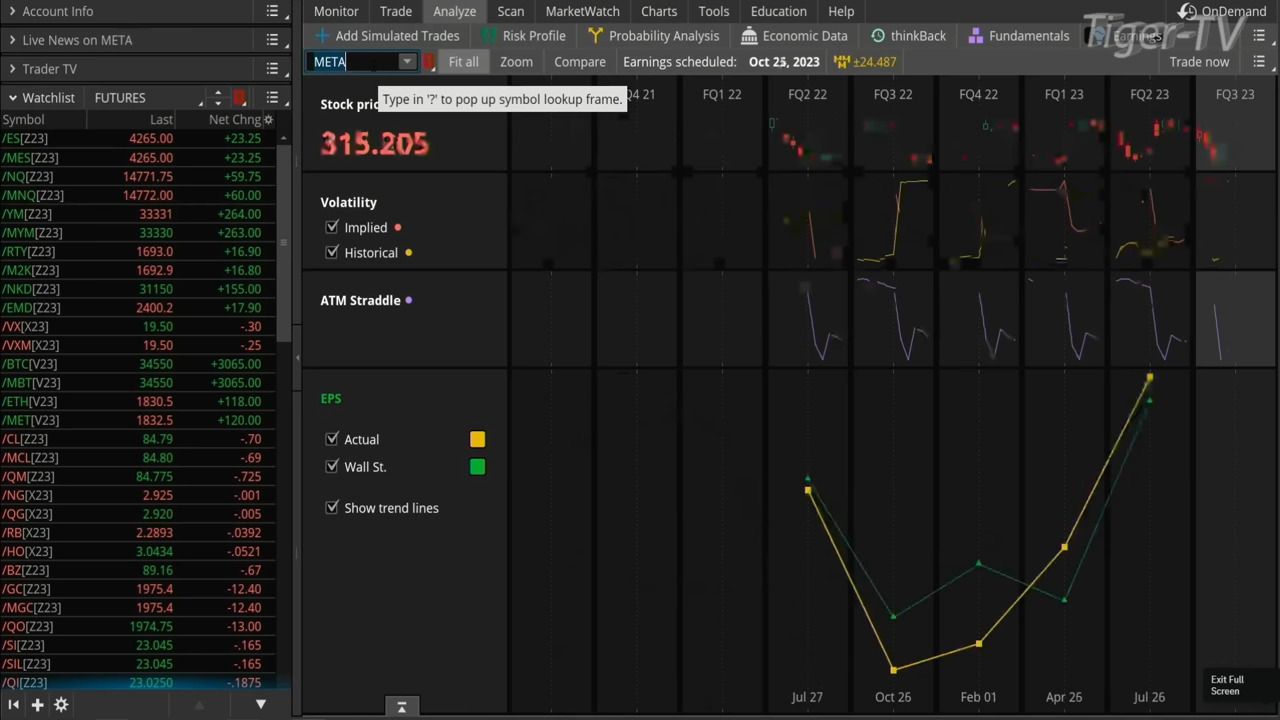 Account Info
Live News on META
Trader TV
Watchlist FUTURES
Symbol Last Net Chng
/ES[Z23] 4265.00 +23.25
/MES[Z23] 4265.00 +23.25
/NQ[Z23] 14771.75 +59.75
/MNQ[Z23] 14772.00 +60.00
/YM[Z23] 33331 +264.00
/MYM[Z23] 33330 +263.00
/RTY[Z23] 1693.0 +16.90
/M2K[Z23] 1692.9 +16.80
/NKD[Z23] 31150 +155.00
/EMD[Z23] 2400.2 +17.90
/VX[X23] 19.50 -.30
/VXM[X23] 19.50 -.25
/BTC[V23] 34550 +3065.00
/MBT[V23] 34550 +3065.00
/ETH[V23] 1830.5 +118.00
/MET[V23] 1832.5 +120.00
/CL[Z23] 84.79 -.70
/MCL[Z23] 84.80 -.69
/QM[Z23] 84.775 -.725
/NG[X23] 2.925 -.001
/QG[X23] 2.920 -.005
/RB[X23] 2.2893 -.0392
/HO[X23] 3.0434 -.0521
/BZ[Z23] 89.16 -.67
/GC[Z23] 1975.4 -12.40
/MGC[Z23] 1975.4 -12.40
/QO[Z23] 1974.75 -13.00
/SI[Z23] 23.045 -.165
/SIL[Z23] 23.045 -.165
/QI[Z23] 23.0250 -.1875
Monitor Trade Analyze Scan MarketWatch Charts Tools Education Help OnDemand
Tiger-TV
Add Simulated Trades Risk Profile Probability Analysis Economic Data thinkBack Fundamentals Earnings
META Fit all Zoom Compare Earnings scheduled: Oct 25, 2023 ±24.487 Trade now
Type in '?' to pop up symbol lookup frame.
Q4 21 FQ1 22 FQ2 22 FQ3 22 FQ4 22 FQ1 23 FQ2 23 FQ3 23
Stock pric
315.205
Volatility
Implied
Historical
ATM Straddle
EPS
Actual
Wall St.
Show trend lines
Jul 27 Oct 26 Feb 01 Apr 26 Jul 26
Exit Full
Screen